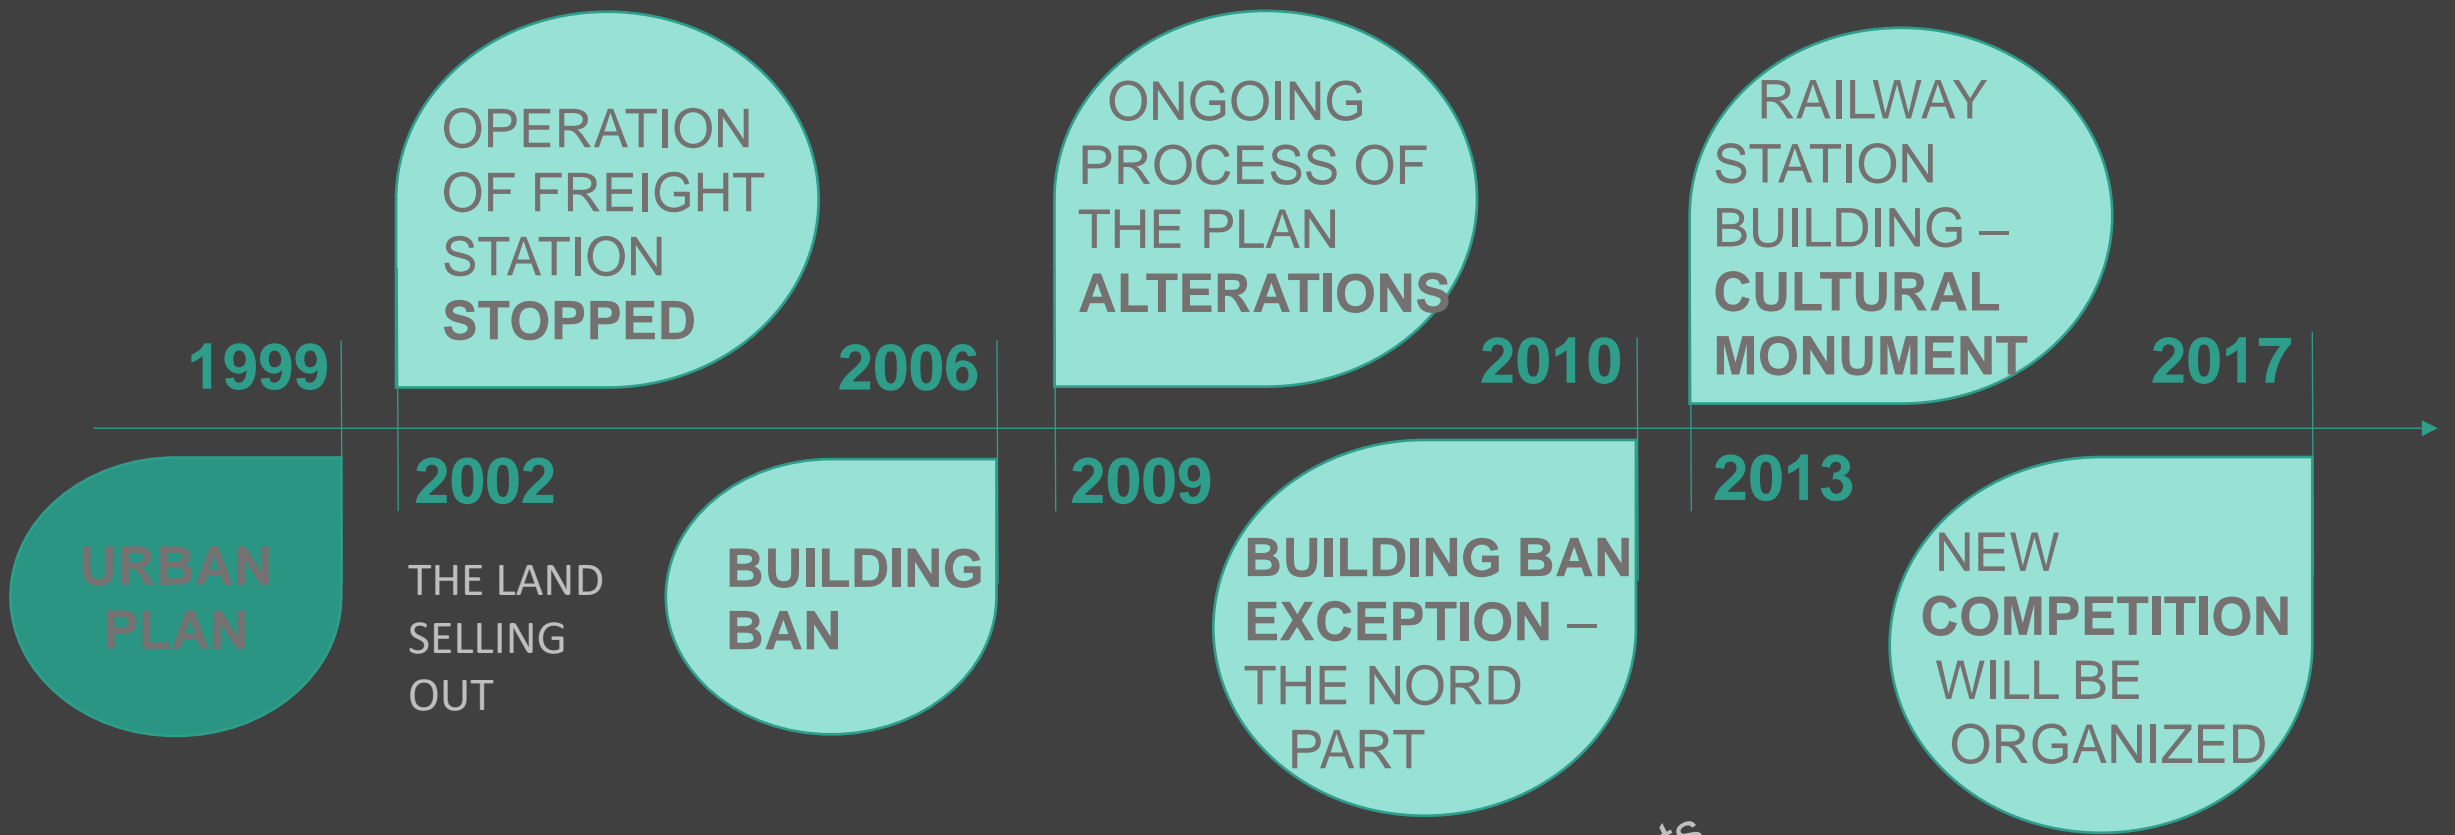 1999
URBAN
PLAN
OPERATION
OF FREIGHT
STATION
STOPPED
2002
THE LAND
SELLING
OUT
2006
BUILDING
BAN
ONGOING
PROCESS OF
THE PLAN
ALTERATIONS
2009
2010
BUILDING BAN
EXCEPTION –
THE NORD
PART
RAILWAY
STATION
BUILDING –
CULTURAL
MONUMENT
2013
2017
NEW
COMPETITION
WILL BE
ORGANIZED